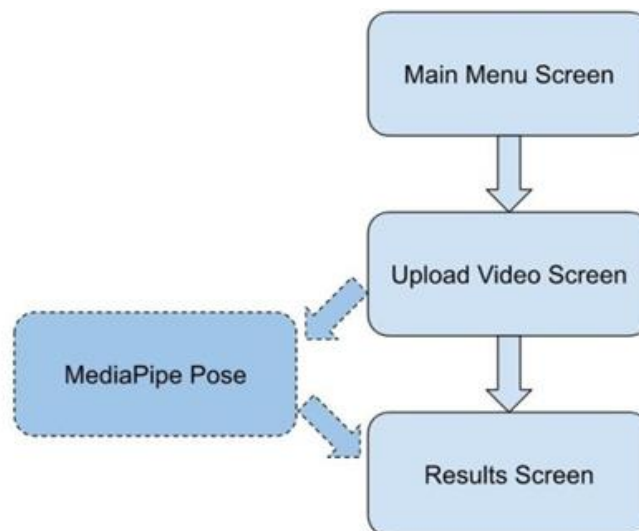 Main Menu Screen
Upload Video Screen
MediaPipe Pose
Results Screen